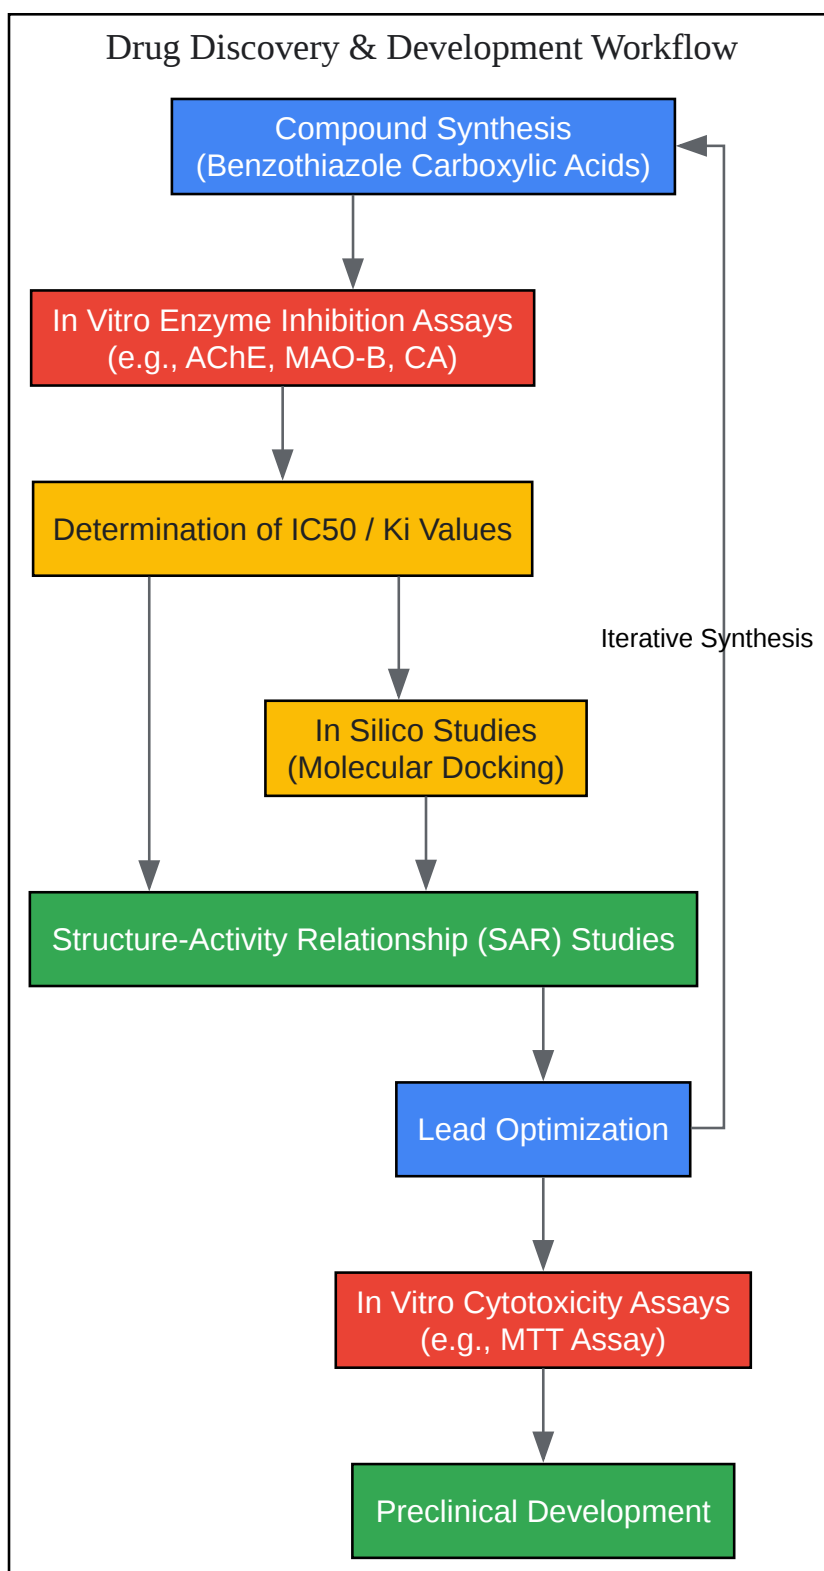 Drug Discovery & Development Workflow
Compound Synthesis
(Benzothiazole Carboxylic Acids)
In Vitro Enzyme Inhibition Assays
(e.g., AChE, MAO-B, CA)
Determination of IC50 / Ki Values
Iterative Synthesis
In Silico Studies
(Molecular Docking)
Structure-Activity Relationship (SAR) Studies
Lead Optimization
In Vitro Cytotoxicity Assays
(e.g., MTT Assay)
Preclinical Development